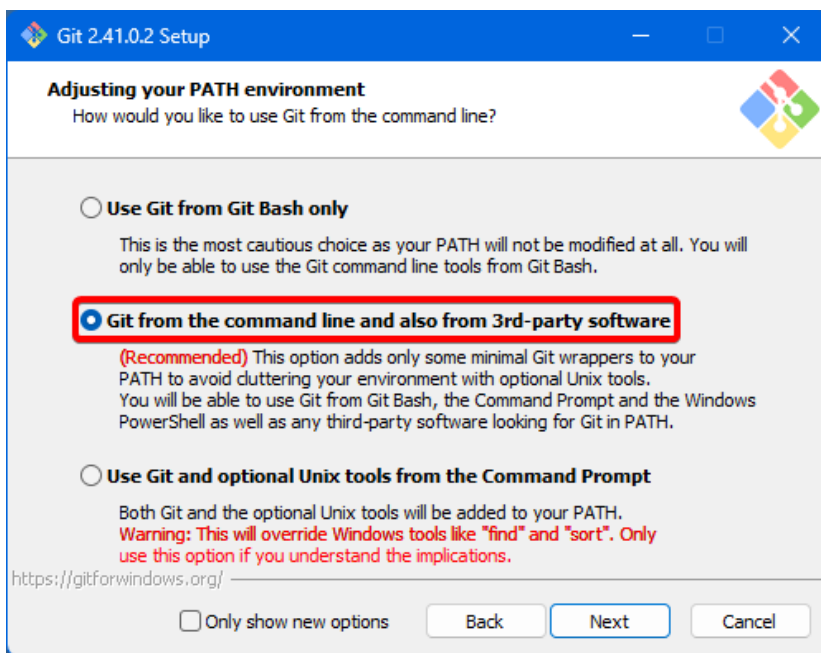 Git 2.41.0.2 Setup
Adjusting your PATH environment
How would you like to use Git from the command line?
Use Git from Git Bash only
This is the most cautious choice as your PATH will not be modified at all. You will
only be able to use the Git command line tools from Git Bash.
Git from the command line and also from 3rd-party software
(Recommended) This option adds only some minimal Git wrappers to your
PATH to avoid cluttering your environment with optional Unix tools.
You will be able to use Git from Git Bash, the Command Prompt and the Windows
PowerShell as well as any third-party software looking for Git in PATH.
Use Git and optional Unix tools from the Command Prompt
Both Git and the optional Unix tools will be added to your PATH.
Warning: This will override Windows tools like "find" and "sort". Only
use this option if you understand the implications.
https://gitforwindows.org/
Only show new options
Back
Next
Cancel